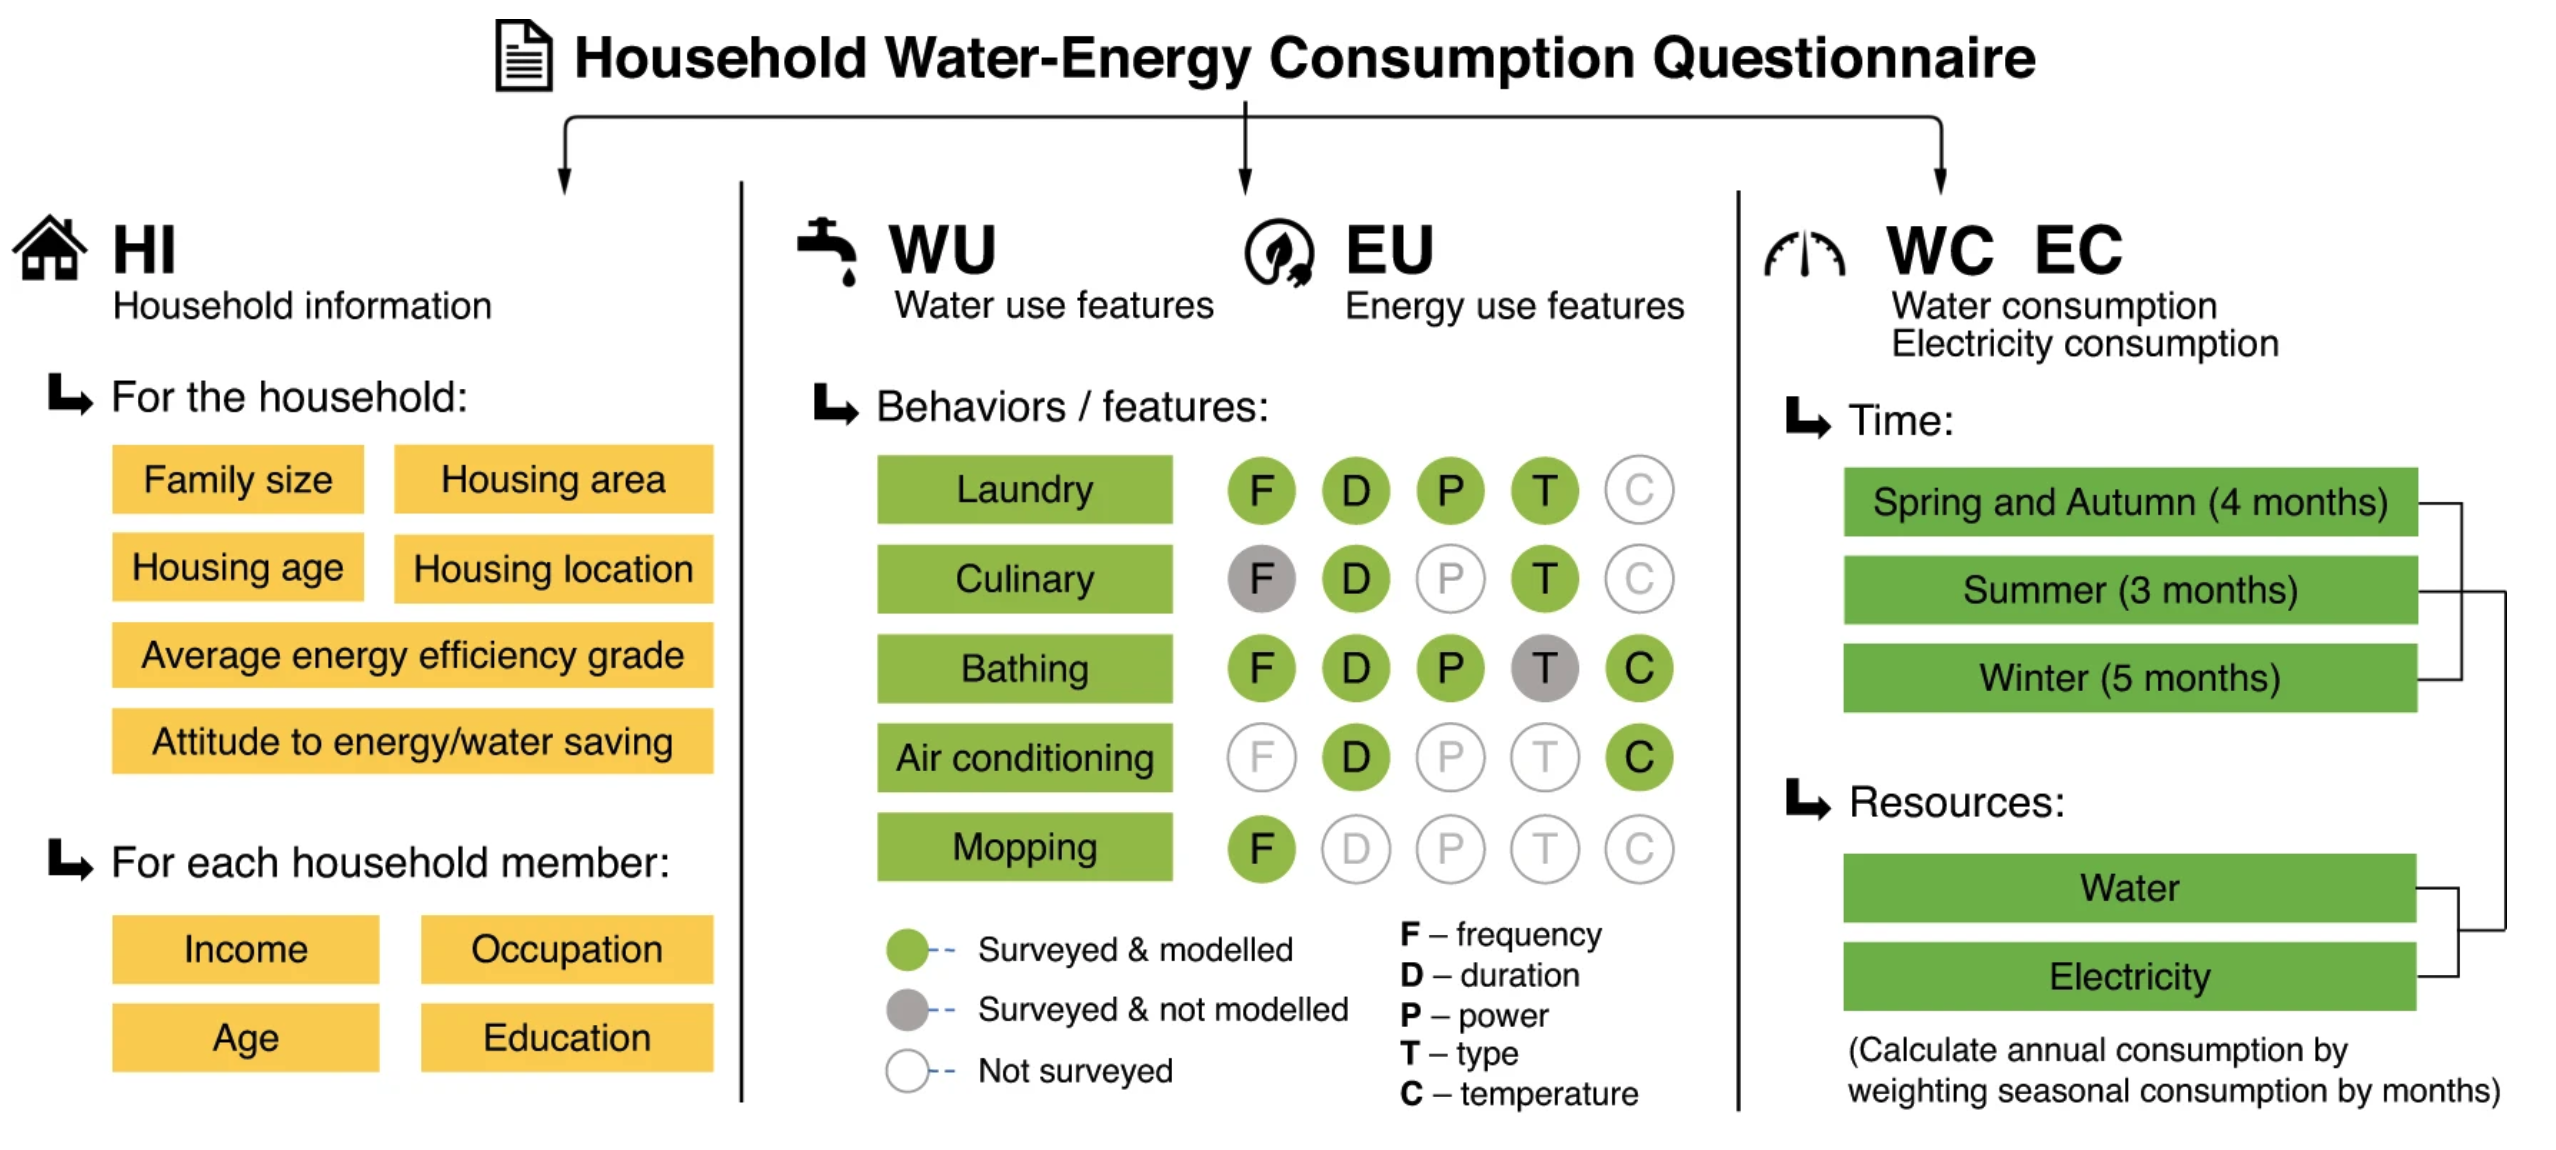 Household Water-Energy Consumption Questionnaire
HI
Household information
For the household:
Family size
Housing area
Housing age
Housing location
Average energy efficiency grade
Attitude to energy/water saving
For each household member:
Income
Occupation
Age
Education
WU
Water use features
EU
Energy use features
Behaviors / features:
Laundry F D P T C
Culinary F D P T C
Bathing F D P T C
Air conditioning F D P T C
Mopping F D P T C
Surveyed & modelled
Surveyed & not modelled
Not surveyed
F – frequency
D – duration
P – power
T – type
C – temperature
WC EC
Water consumption
Electricity consumption
Time:
Spring and Autumn (4 months)
Summer (3 months)
Winter (5 months)
Resources:
Water
Electricity
(Calculate annual consumption by
weighting seasonal consumption by months)